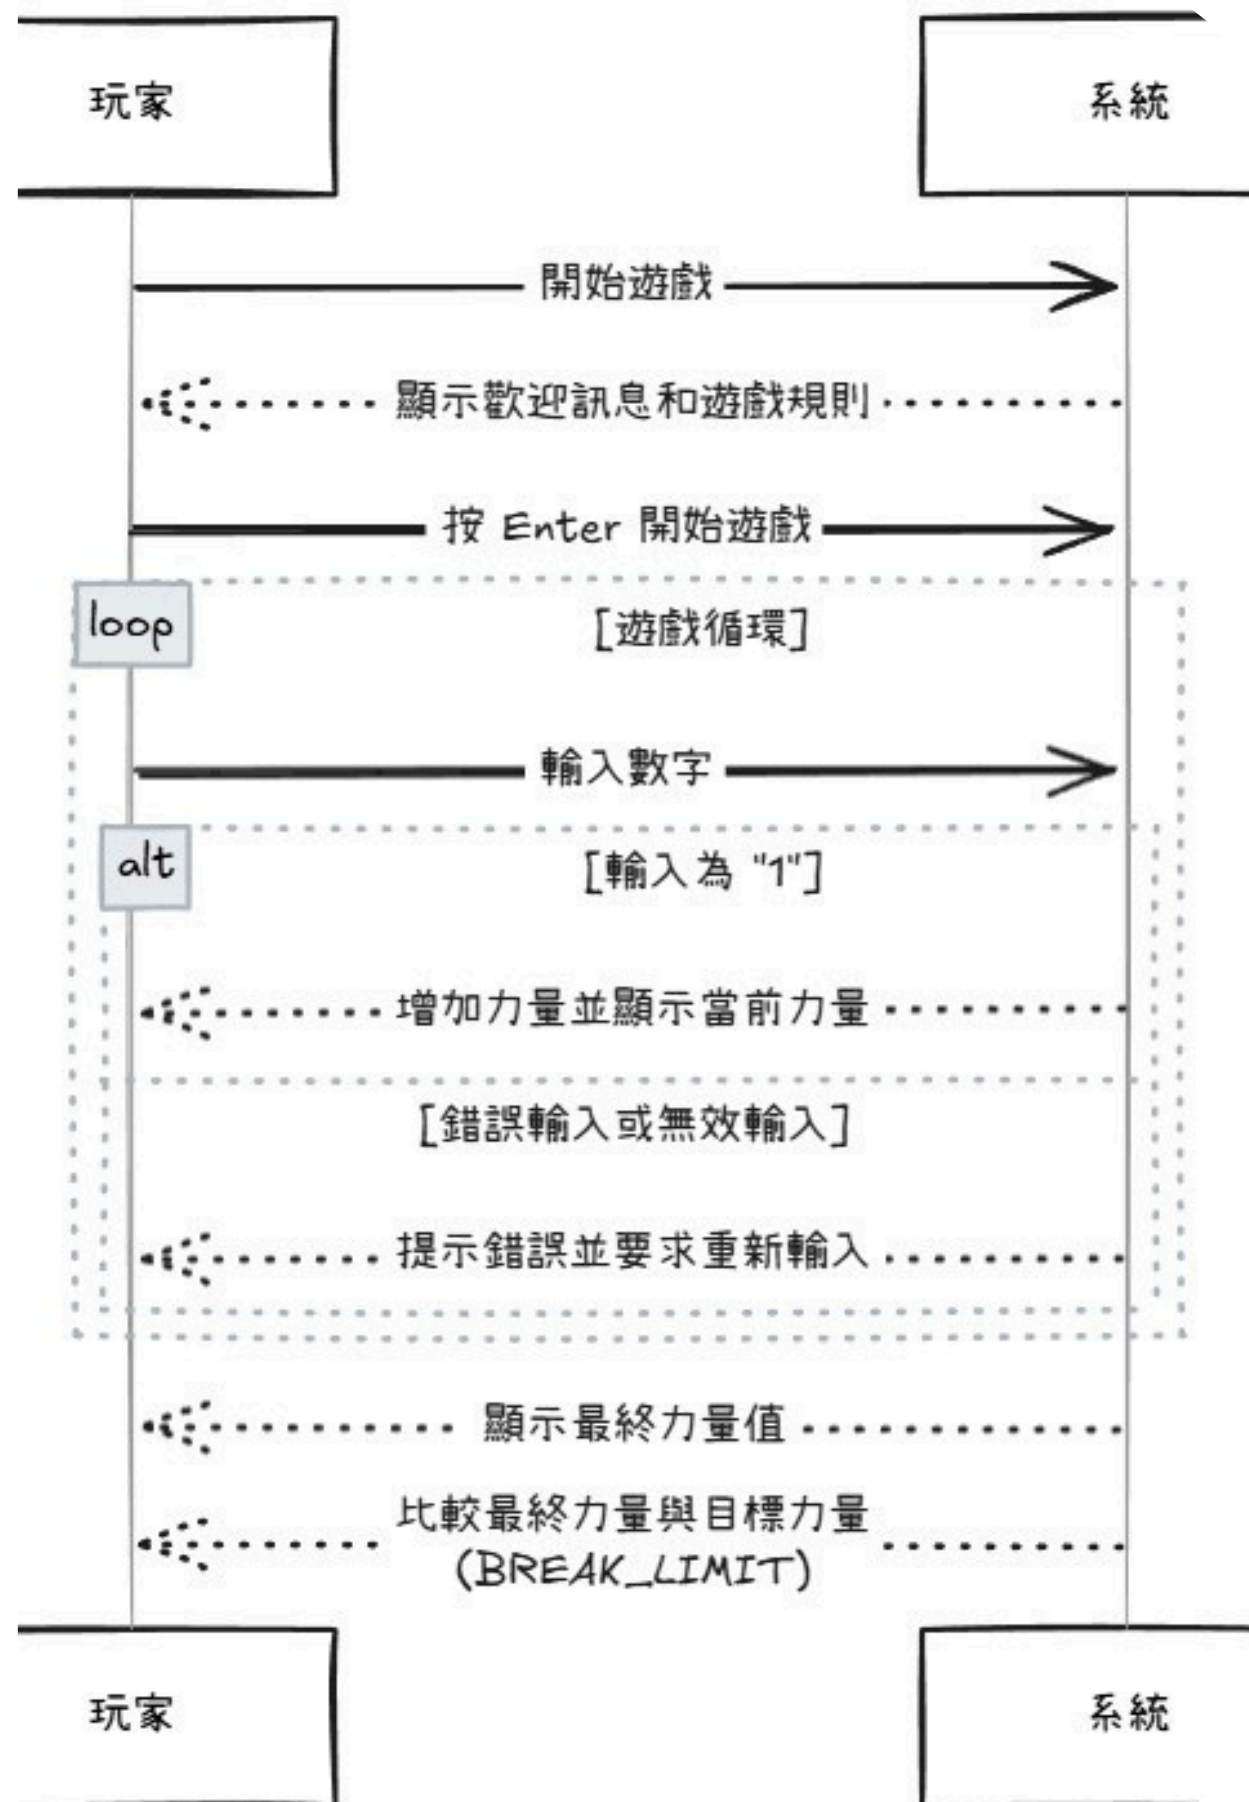 玩家
系統
開始遊戲
顯示歡迎訊息和遊戲規則
按 Enter 開始遊戲
loop
[遊戲循環]
輸入數字
alt
[輸入為 "1"]
增加力量並顯示當前力量
[錯誤輸入或無效輸入]
提示錯誤並要求重新輸入
顯示最終力量值
比較最終力量與目標力量
(BREAK_LIMIT)
玩家
系統